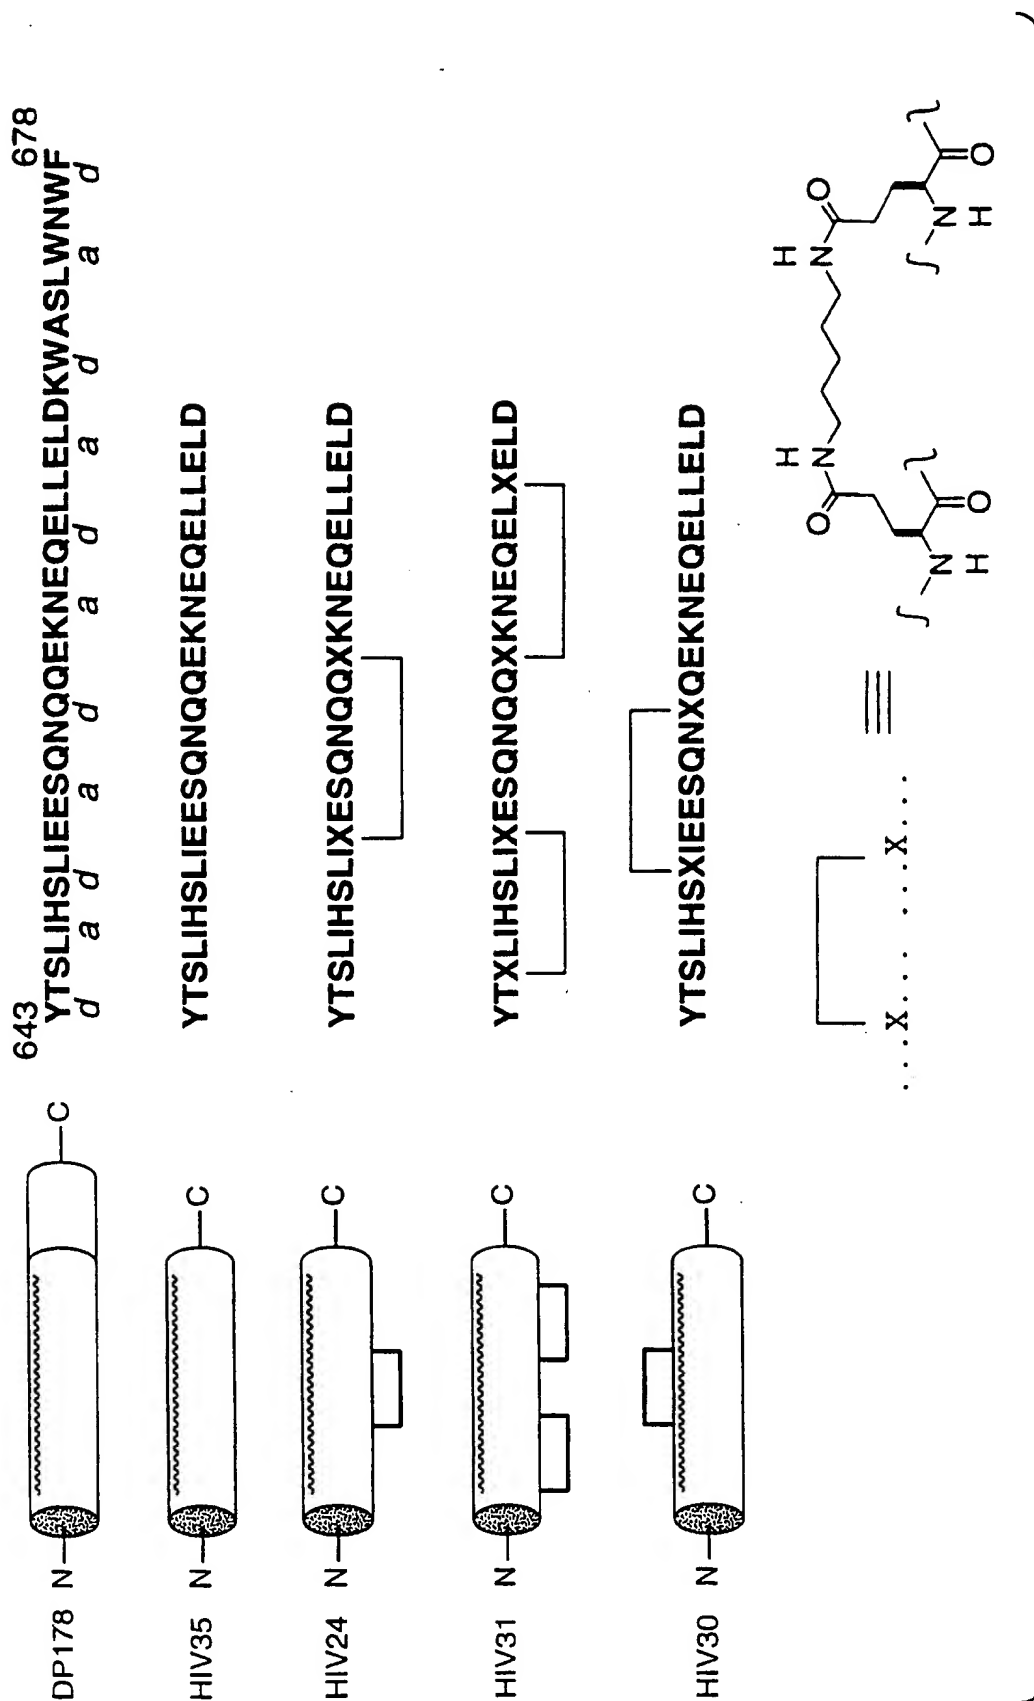 643 678
DP178 N C YTSLIHSLIEESQNQQEKNEQELLELDKWASLWNWF
d a d a d a d a d a d
HIV35 N C YTSLIHSLIEESQNQQEKNEQELLELD
HIV24 N C YTSLIHSLIXESQNQQXKNEQELLELD
HIV31 N C YTXLIHSLIXESQNQQXKNEQELXELD
HIV30 N C YTSLIHSXIEESQNXQEKNEQELLELD
H H
O N N O
...X.... ...X.... ≡
N N
H O H O